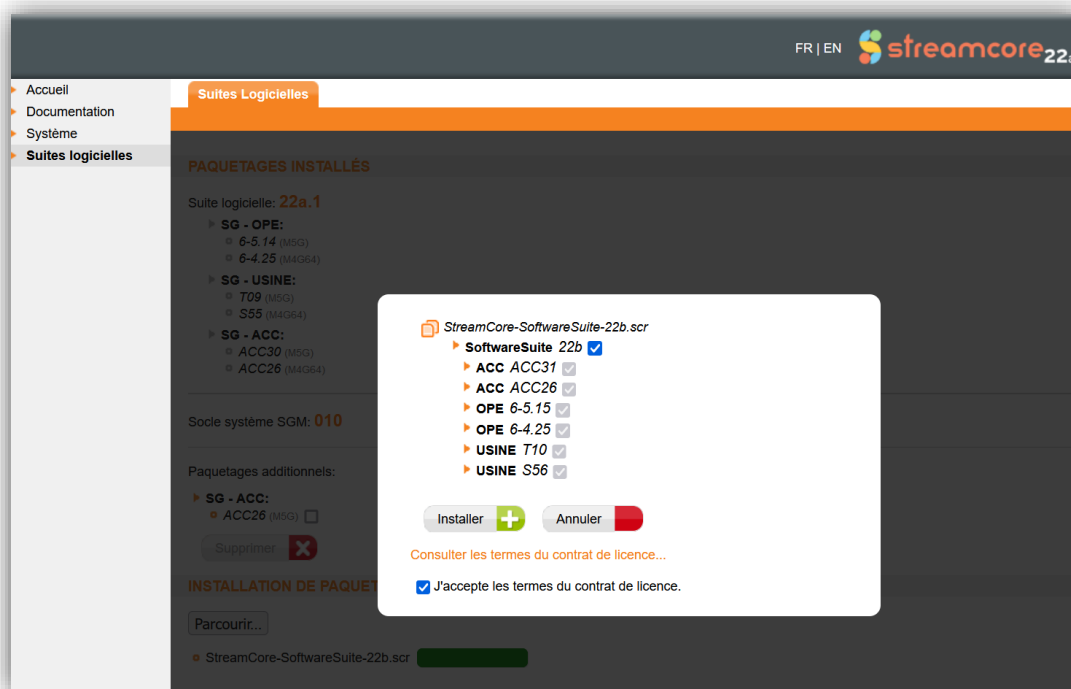 FR | EN streamcore 22a
Accueil
Documentation
Système
Suites logicielles
Suites Logicielles
PAQUETAGES INSTALLÉS
Suite logicielle: 22a.1
SG - OPE:
6-5.14 (M5G)
6-4.25 (M4G64)
SG - USINE:
T09 (M5G)
S55 (M4G64)
SG - ACC:
ACC30 (M5G)
ACC26 (M4G64)
Socle système SGM: 010
Paquetages additionnels:
SG - ACC:
ACC26 (M5G)
Supprimer
INSTALLATION DE PAQUET
Parcourir...
StreamCore-SoftwareSuite-22b.scr
StreamCore-SoftwareSuite-22b.scr
SoftwareSuite 22b
ACC ACC31
ACC ACC26
OPE 6-5.15
OPE 6-4.25
USINE T10
USINE S56
Installer
Annuler
Consulter les termes du contrat de licence...
J'accepte les termes du contrat de licence.